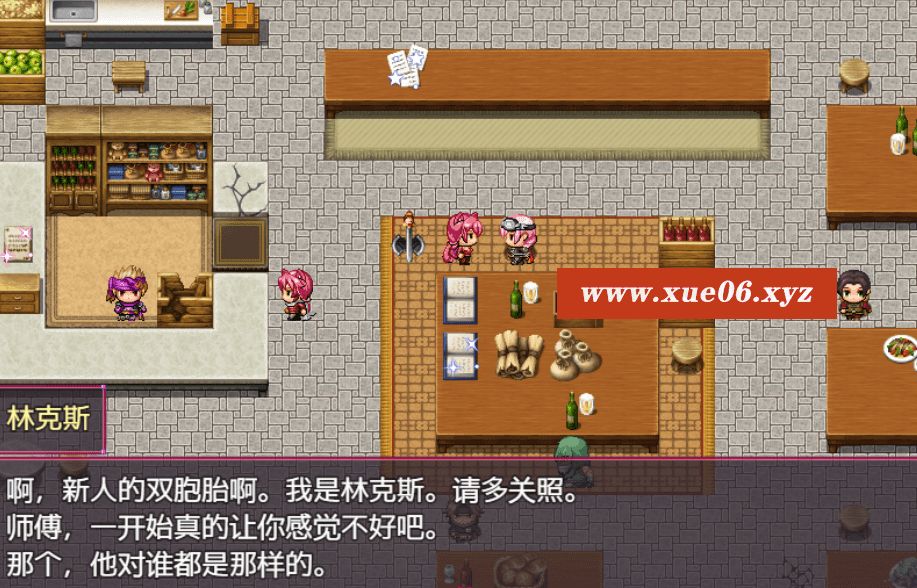 www.xue06.xyz
林克斯
啊，新人的双胞胎啊。我是林克斯。请多关照。
师傅，一开始真的让你感觉不好吧。
那个，他对谁都是那样的。